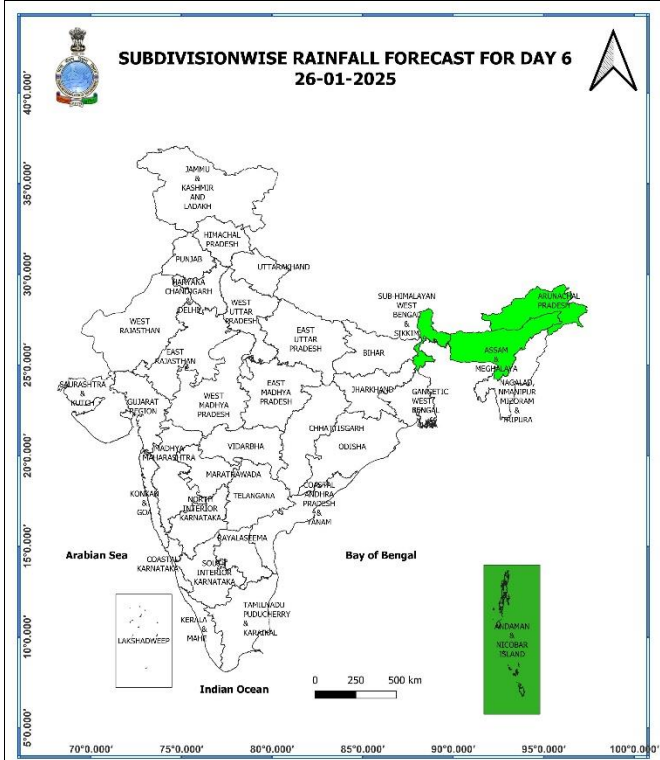 SUBDIVISIONWISE RAINFALL FORECAST FOR DAY 6
26-01-2025
40°0.000'
35°0.000'
30°0.000'
25°0.000'
20°0.000'
15°0.000'
10°0.000'
5°0.000'
JAMMU
&
KASHMIR
AND
LADAKH
HIMACHAL
PRADESH
PUNJAB
UTTARAKHAND
HARYANA
CHANDIGARH
&
DELHI
WEST
UTTAR
PRADESH
WEST
RAJASTHAN
EAST
RAJASTHAN
EAST
UTTAR
PRADESH
SUB HIMALAYAN
WEST
BENGAL
&
SIKKIM
ARUNACHAL
PRADESH
ASSAM
&
MEGHALAYA
NAGALAD,
NMANIPUR
MIZORAM
&
TRIPURA
BIHAR
JHARKHAND
GANGETIC
WEST
BENGAL
SAURASHTRA
&
KUTCH
GUJARAT
REGION
WEST
MADHYA
PRADESH
EAST
MADHYA
PRADESH
CHHATTISGARH
ODISHA
MADHYA
MAHARASHTRA
VIDARBHA
MARATHWADA
KONKAN
&
GOA
TELANGANA
COASTAL
ANDHRA
PRADESH
&
YANAM
NORTH
INTERIOR
KARNATAKA
RAYALASEEMA
Arabian Sea
Bay of Bengal
COASTAL
KARNATAKA
SOUTH
INTERIOR
KARNATAKA
KERALA
&
MAHE
TAMILNADU
PUDUCHERRY
&
KARAIKAL
LAKSHADWEEP
ANDAMAN
&
NICOBAR
ISLAND
Indian Ocean
0 250 500 km
70°0.000' 75°0.000' 80°0.000' 85°0.000' 90°0.000' 95°0.000' 100°0.000'